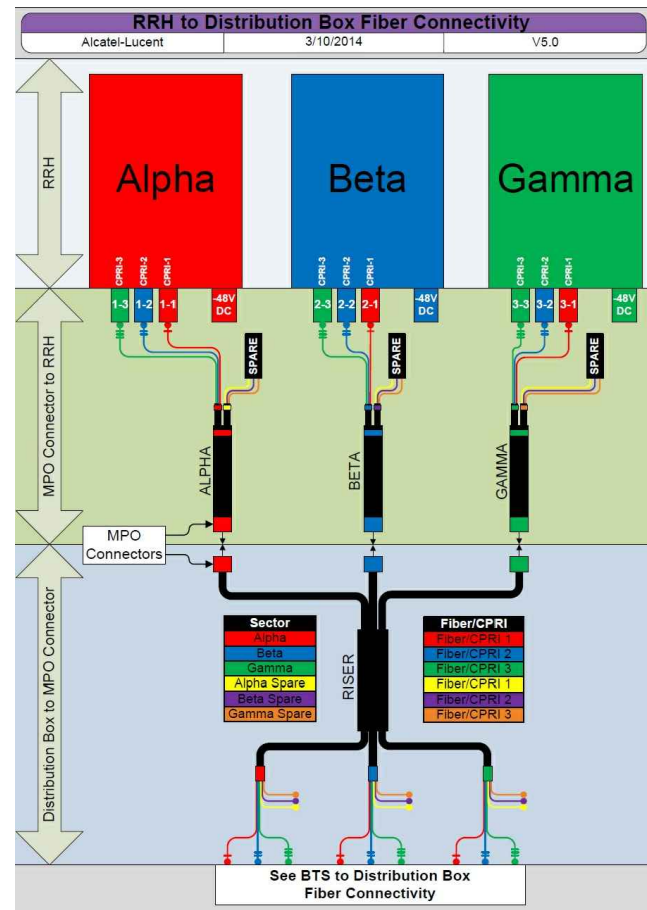 RRH to Distribution Box Fiber Connectivity
Alcatel-Lucent 3/10/2014 V5.0
RRH
Alpha
Beta
Gamma
CPRI-3 CPRI-2 CPRI-1
CPRI-3 CPRI-2 CPRI-1
CPRI-3 CPRI-2 CPRI-1
1-3 1-2 1-1 -48V DC
2-3 2-2 2-1 -48V DC
3-3 3-2 3-1 -48V DC
MPO Connector to RRH
SPARE
SPARE
SPARE
ALPHA
BETA
GAMMA
MPO
Connectors
Distribution Box to MPO Connector
Sector
Alpha
Beta
Gamma
Alpha Spare
Beta Spare
Gamma Spare
RISER
Fiber/CPRI
Fiber/CPRI 1
Fiber/CPRI 2
Fiber/CPRI 3
Fiber/CPRI 1
Fiber/CPRI 2
Fiber/CPRI 3
See BTS to Distribution Box
Fiber Connectivity